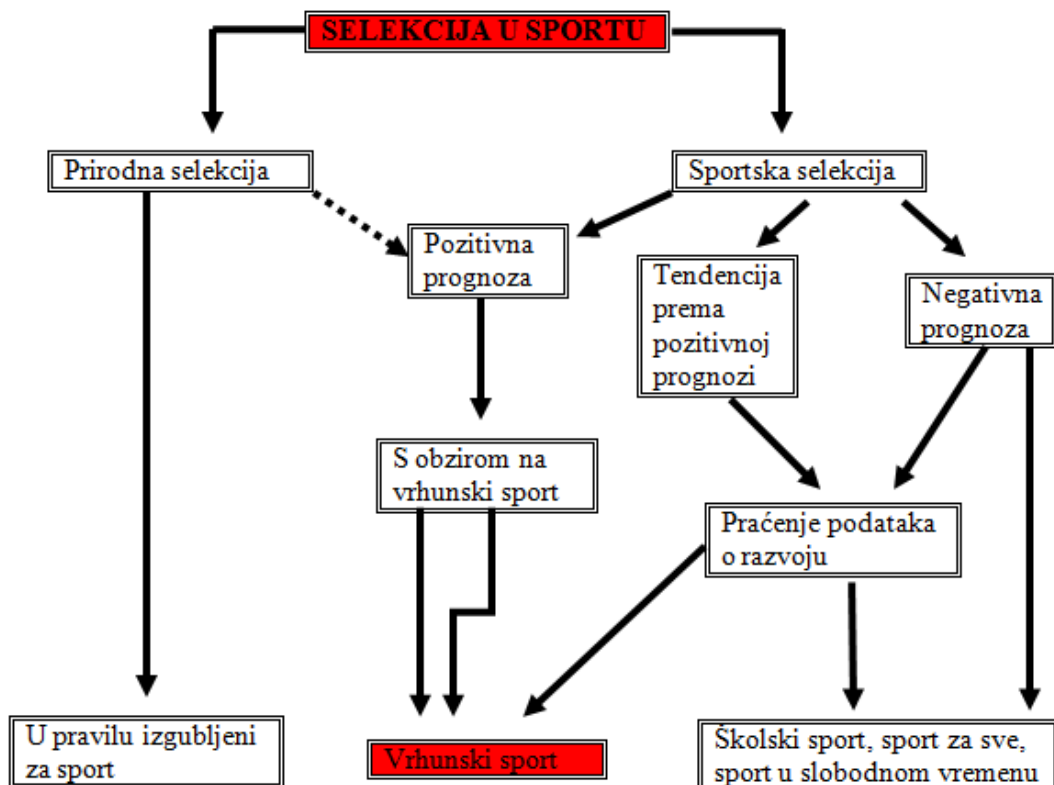 SELEKCIJA U SPORTU
Prirodna selekcija
Sportska selekcija
Pozitivna
prognoza
Tendencija
prema
pozitivnoj
prognozi
Negativna
prognoza
S obzirom na
vrhunski sport
Praćenje podataka
o razvoju
U pravilu izgubljeni
za sport
Vrhunski sport
Školski sport, sport za sve,
sport u slobodnom vremenu